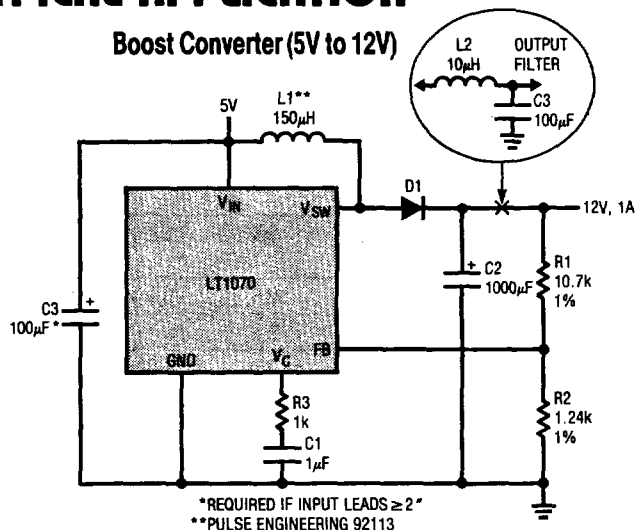 Boost Converter (5V to 12V)
L2
10µH
OUTPUT
FILTER
C3
100µF
5V
L1**
150µH
D1
12V, 1A
VIN
VSW
LT1070
GND
VC
FB
C3
100µF*
+
+
C2
1000µF
R1
10.7k
1%
R2
1.24k
1%
R3
1k
C1
1µF
*REQUIRED IF INPUT LEADS ≥ 2"
**PULSE ENGINEERING 92113